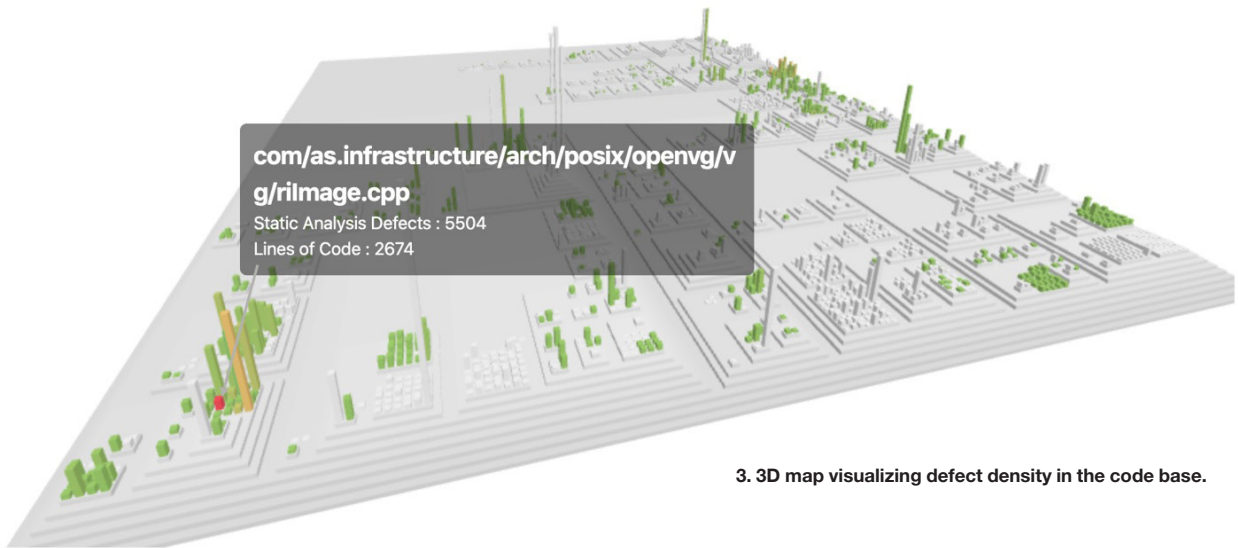 com/as.infrastructure/arch/posix/openvg/v
g/riImage.cpp
Static Analysis Defects : 5504
Lines of Code : 2674
3. 3D map visualizing defect density in the code base.